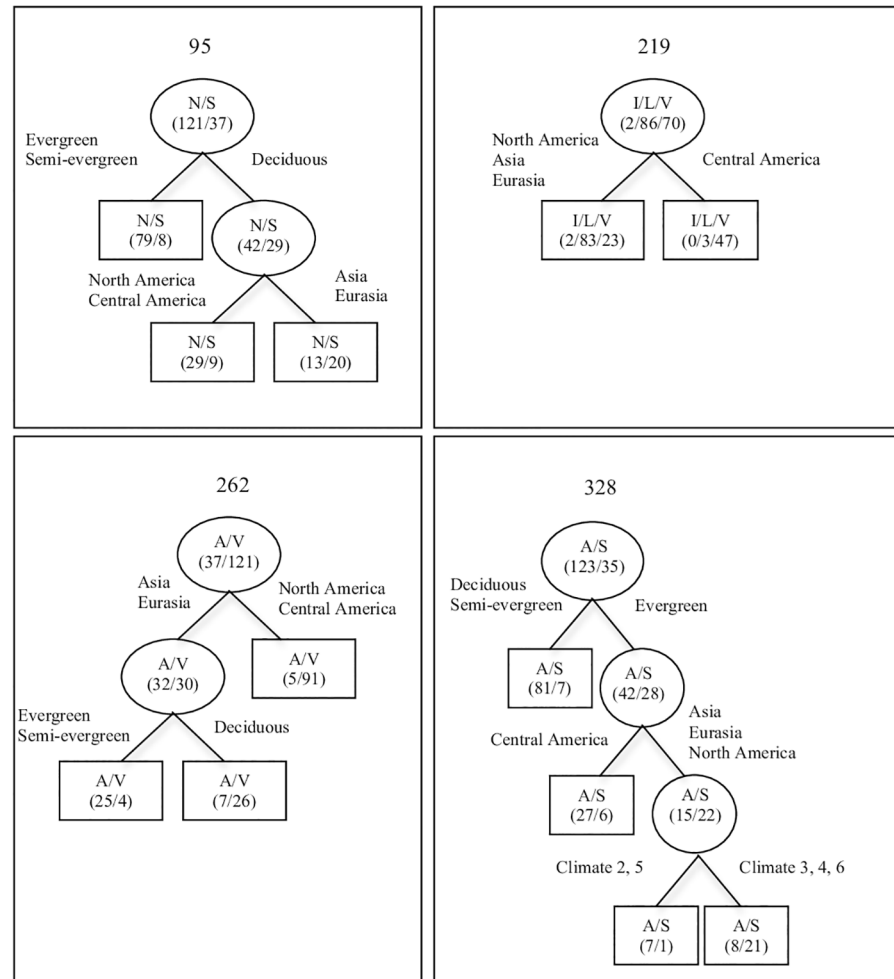 95
N/S
(121/37)
Evergreen
Semi-evergreen
Deciduous
N/S
(79/8)
N/S
(42/29)
North America
Central America
Asia
Eurasia
N/S
(29/9)
N/S
(13/20)
219
I/L/V
(2/86/70)
North America
Asia
Eurasia
Central America
I/L/V
(2/83/23)
I/L/V
(0/3/47)
262
A/V
(37/121)
Asia
Eurasia
North America
Central America
A/V
(32/30)
A/V
(5/91)
Evergreen
Semi-evergreen
Deciduous
A/V
(25/4)
A/V
(7/26)
328
A/S
(123/35)
Deciduous
Semi-evergreen
Evergreen
A/S
(81/7)
A/S
(42/28)
Central America
Asia
Eurasia
North America
A/S
(27/6)
A/S
(15/22)
Climate 2, 5
Climate 3, 4, 6
A/S
(7/1)
A/S
(8/21)